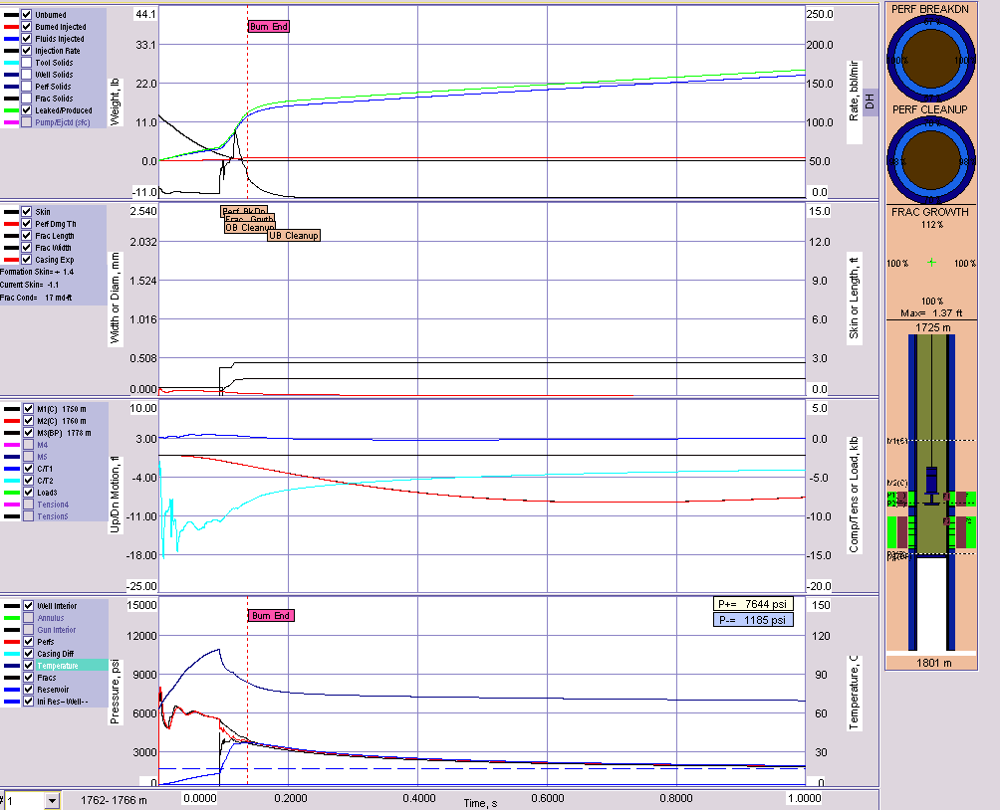 Unburned
Burned Injected
Fluids Injected
Injection Rate
Tool Solids
Well Solids
Perf Solids
Frac Solids
Leaked/Produced
Pump/Ejctd (sfc)
Weight, lb
44.1
33.1
22.0
11.0
0.0
-11.0
Burn End
250.0
200.0
150.0
100.0
50.0
0.0
Rate, bbl/min
DH
Skin
Perf Dmg Th
Frac Length
Frac Width
Casing Exp
Formation Skin= + 1.4
Current Skin= -1.1
Frac Cond= 17 md-ft
Width or Diam, mm
2.540
2.032
1.524
1.016
0.508
0.000
Perf BkDn
Frac Grwth
OB Cleanup
UB Cleanup
15.0
12.0
9.0
6.0
3.0
0.0
Skin or Length, ft
M1(C) 1750 m
M2(C) 1760 m
M3(BP) 1778 m
M4
M5
C/T1
C/T2
Load3
Tension4
Tension5
Up/Dn Motion, ft
10.00
3.00
-4.00
-11.00
-18.00
-25.00
5.0
0.0
-5.0
-10.0
-15.0
-20.0
Comp/Tens or Load, klb
Well Interior
Annulus
Gun Interior
Perfs
Casing Diff
Temperature
Fracs
Reservoir
Ini Res--Well--
Pressure, psi
15000
12000
9000
6000
3000
0
Burn End
P+= 7644 psi
P-= 1185 psi
150
120
90
60
30
0
Temperature, C
1
1762- 1766 m
0.0000
0.2000
0.4000
0.6000
0.8000
1.0000
Time, s
PERF BREAKDN
100%
PERF CLEANUP
FRAC GROWTH
112%
100%
100%
100%
Max= 1.37 ft
1725 m
M2(C)
1801 m